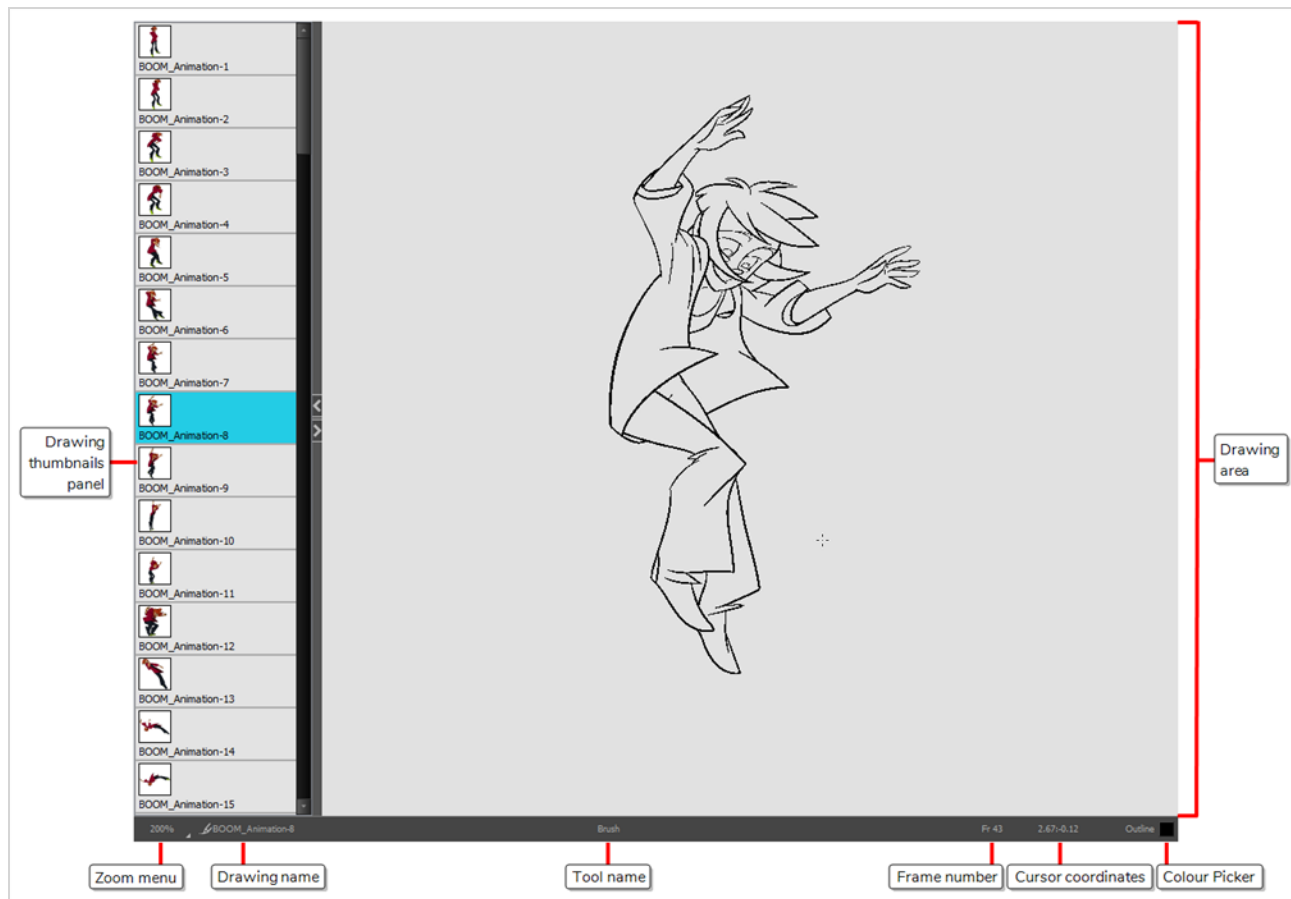 BOOM_Animation-1
BOOM_Animation-2
BOOM_Animation-3
BOOM_Animation-4
BOOM_Animation-5
BOOM_Animation-6
BOOM_Animation-7
BOOM_Animation-8
BOOM_Animation-9
BOOM_Animation-10
BOOM_Animation-11
BOOM_Animation-12
BOOM_Animation-13
BOOM_Animation-14
BOOM_Animation-15
Drawing
thumbnails
panel
Drawing
area
200% BOOM_Animation-8 Brush Fr 43 2.67:-0.12 Outline
Zoom menu Drawing name Tool name Frame number Cursor coordinates Colour Picker